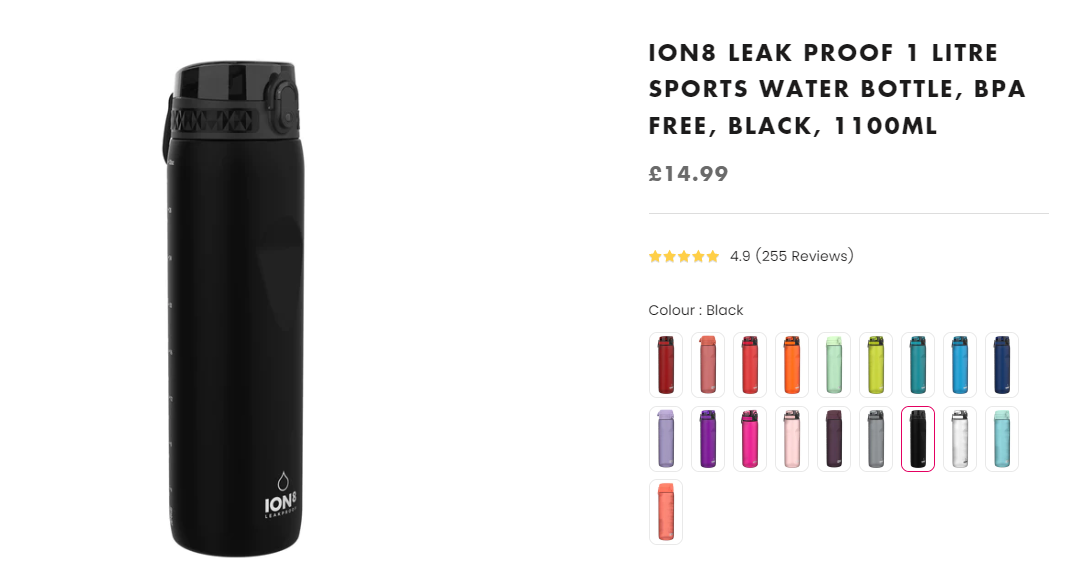 ION8 LEAK PROOF 1 LITRE
SPORTS WATER BOTTLE, BPA
FREE, BLACK, 1100ML
£14.99
4.9 (255 Reviews)
Colour : Black
ION8
LEAKPROOF